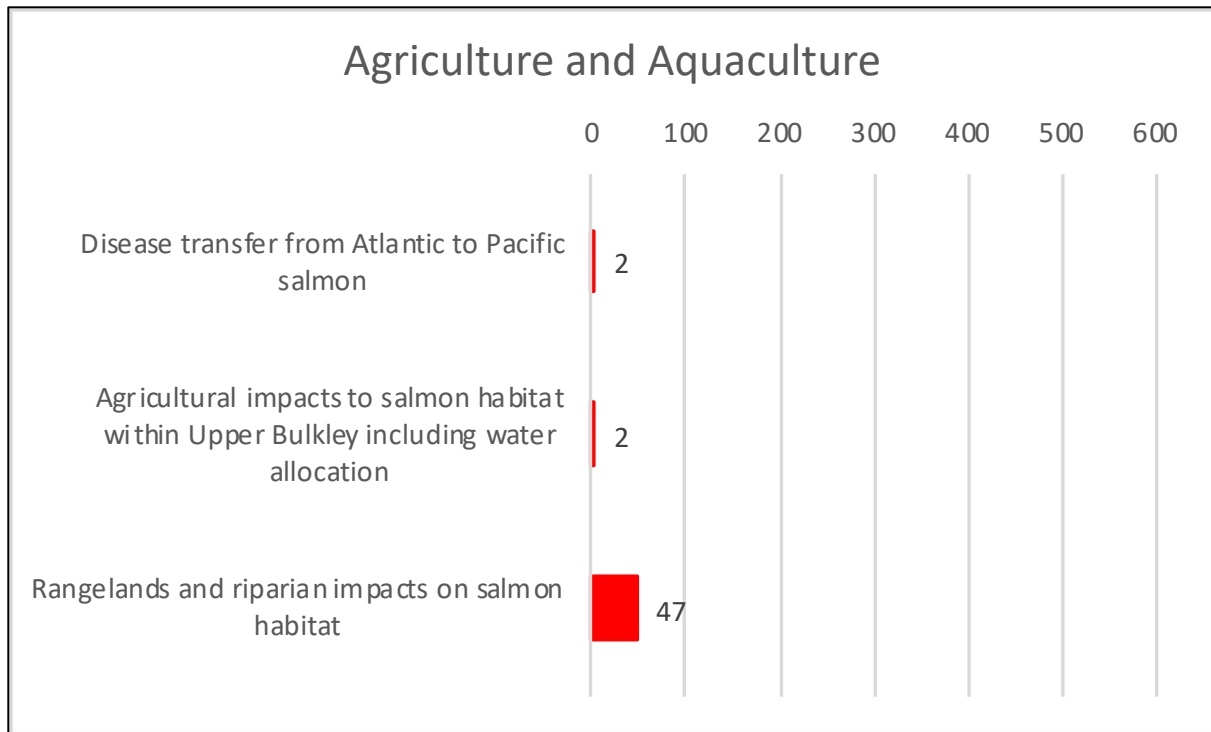 Agriculture and Aquaculture
0 100 200 300 400 500 600
Disease transfer from Atlantic to Pacific
salmon
2
Agricultural impacts to salmon habitat
within Upper Bulkley including water
allocation
2
Rangelands and riparian impacts on salmon
habitat
47